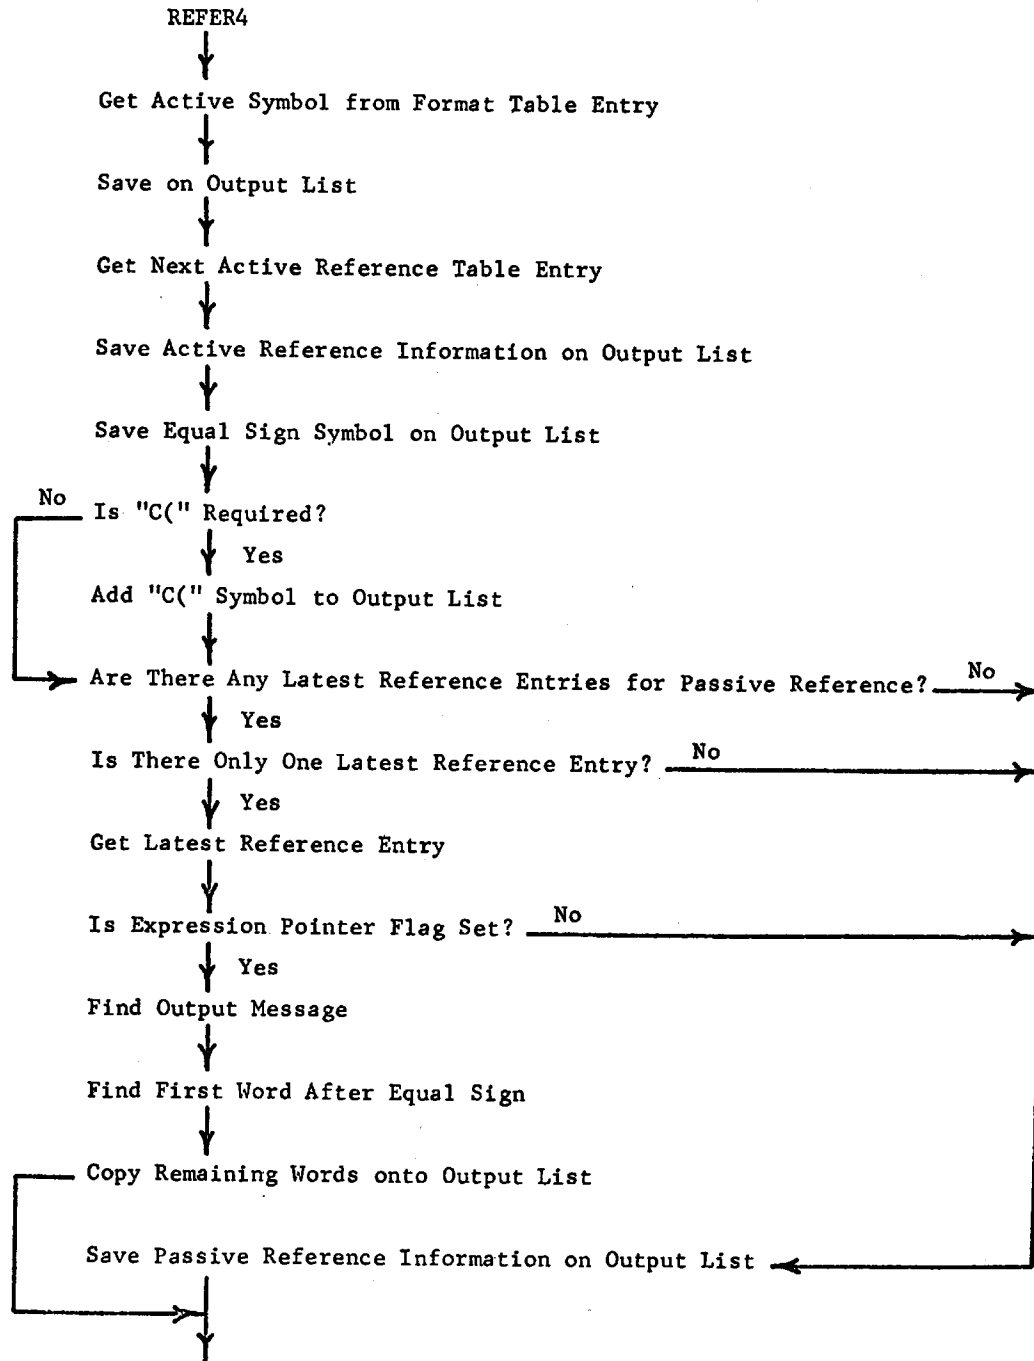 REFER4
Get Active Symbol from Format Table Entry
Save on Output List
Get Next Active Reference Table Entry
Save Active Reference Information on Output List
Save Equal Sign Symbol on Output List
No
Is "C(" Required?
Yes
Add "C(" Symbol to Output List
Are There Any Latest Reference Entries for Passive Reference?
No
Yes
Is There Only One Latest Reference Entry?
No
Yes
Get Latest Reference Entry
Is Expression Pointer Flag Set?
No
Yes
Find Output Message
Find First Word After Equal Sign
Copy Remaining Words onto Output List
Save Passive Reference Information on Output List